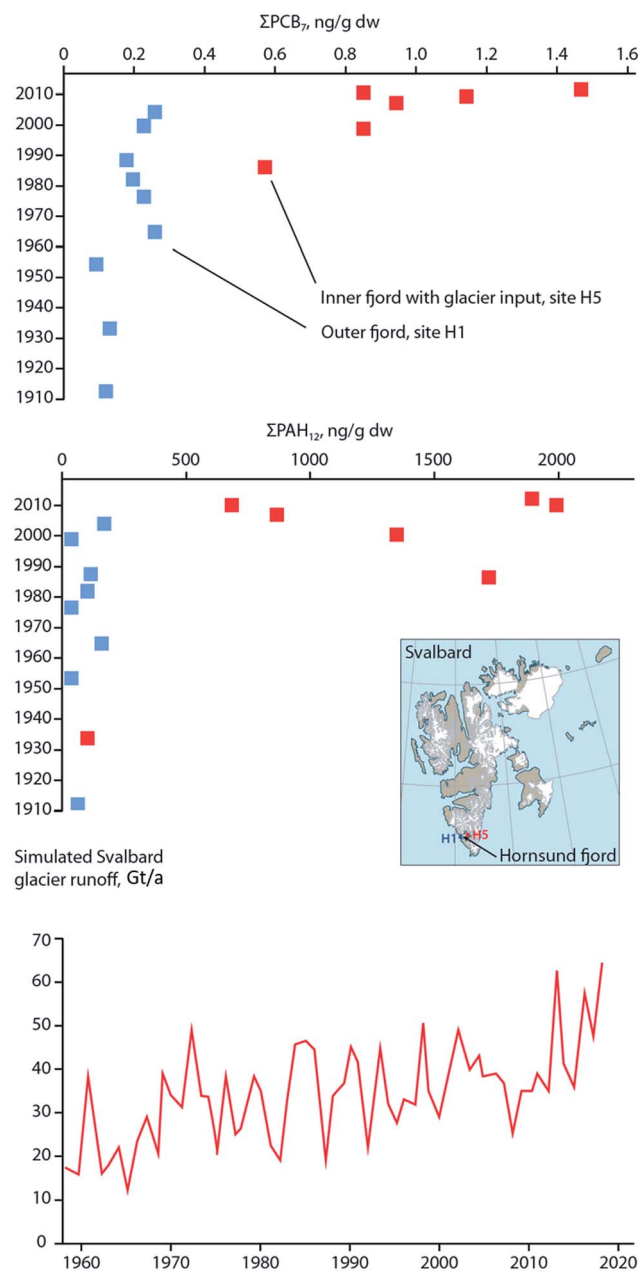 ΣPCB₇, ng/g dw
0 0.2 0.4 0.6 0.8 1 1.2 1.4 1.6
2010
2000
1990
1980
1970
1960
1950
1940
1930
1920
1910
Inner fjord with glacier input, site H5
Outer fjord, site H1
ΣPAH₁₂, ng/g dw
0 500 1000 1500 2000
2010
2000
1990
1980
1970
1960
1950
1940
1930
1920
1910
Svalbard
H1 H5
Hornsund fjord
Simulated Svalbard
glacier runoff, Gt/a
70
60
50
40
30
20
10
0
1960 1970 1980 1990 2000 2010 2020